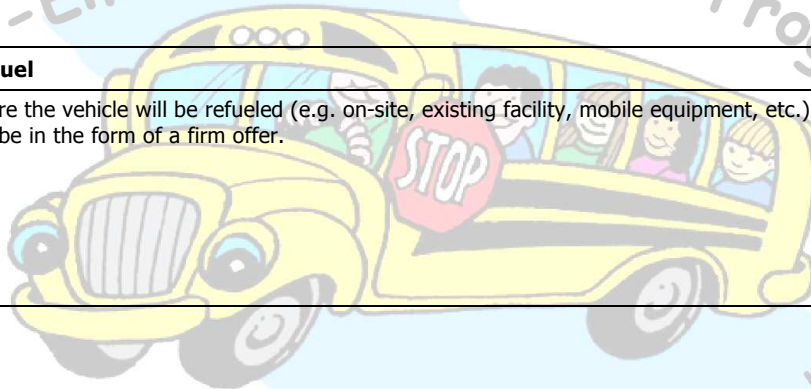 uel
re the vehicle will be refueled (e.g. on-site, existing facility, mobile equipment, etc.)
be in the form of a firm offer.
STOP